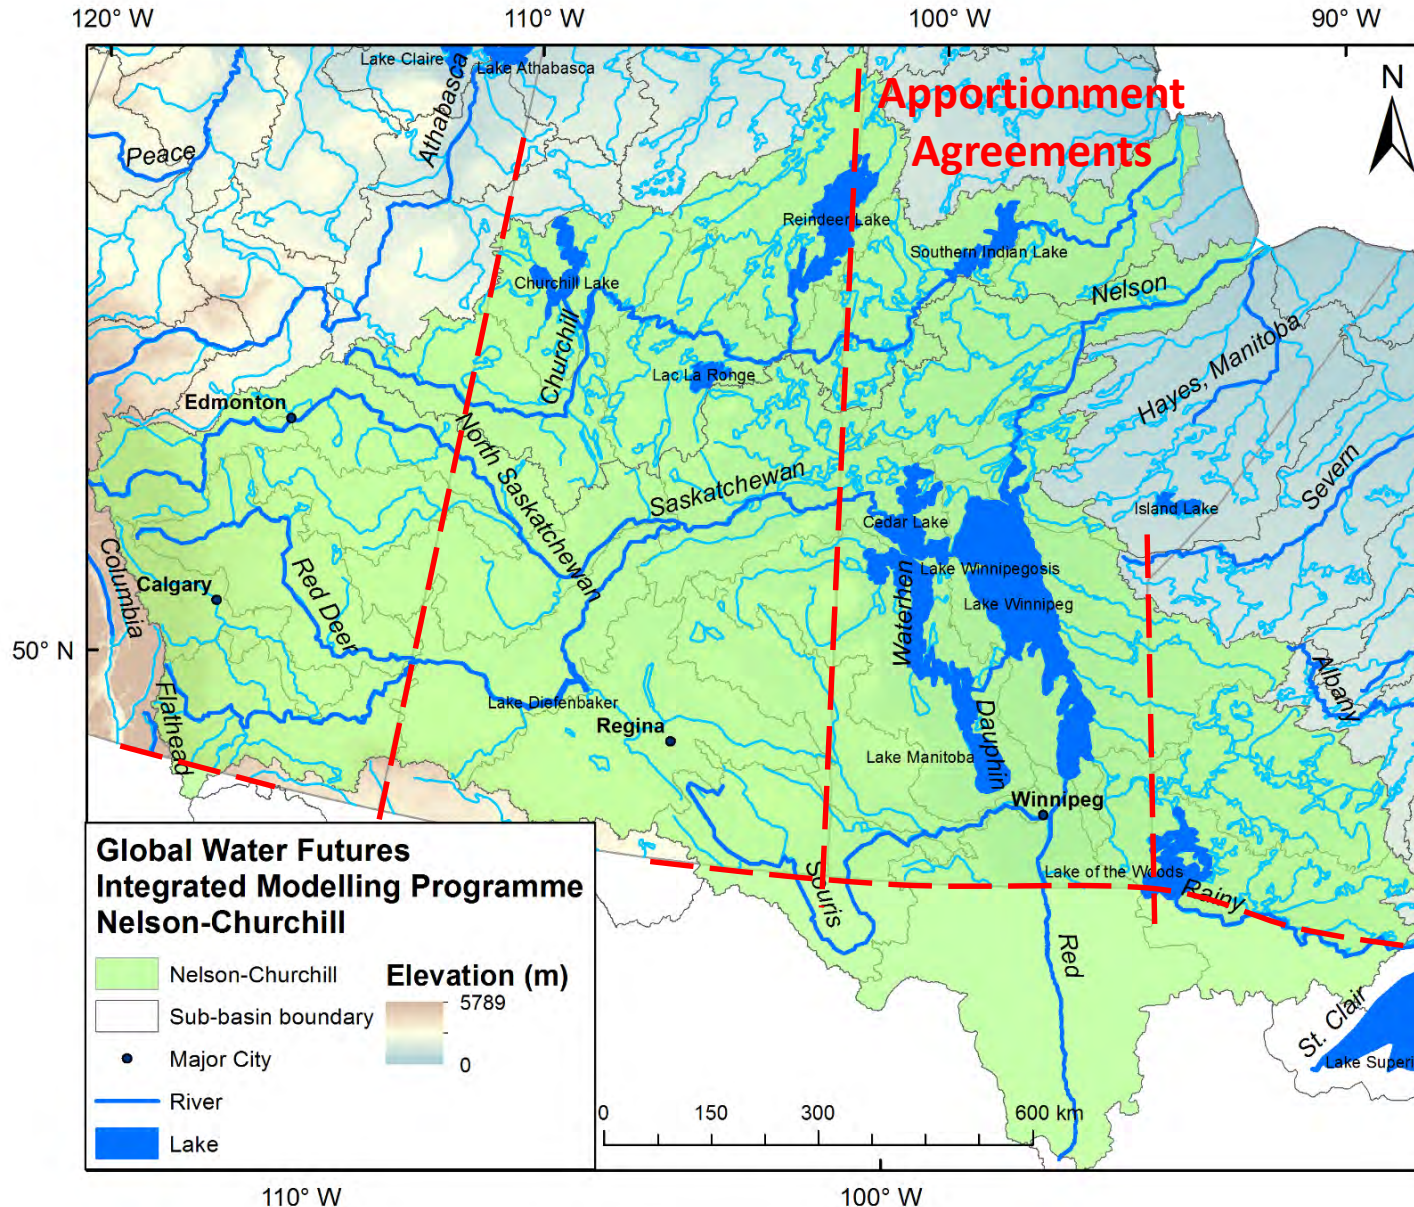 120° W
110° W
100° W
90° W
Lake Claire
Lake Athabasca
Athabasca
Peace
Apportionment
Agreements
N
Reindeer Lake
Southern Indian Lake
Churchill Lake
Nelson
Churchill
Hayes, Manitoba
Lac La Ronge
Edmonton
North Saskatchewan
Saskatchewan
Severn
Cedar Lake
Island Lake
Columbia
Calgary
Red Deer
Waterhen
Lake Winnipegosis
Lake Winnipeg
50° N
Flathead
Lake Diefenbaker
Regina
Dauphin
Albany
Lake Manitoba
Winnipeg
Lake of the Woods
Souris
Rainy
Red
St. Clair
Lake Superi
Global Water Futures
Integrated Modelling Programme
Nelson-Churchill
Nelson-Churchill
Sub-basin boundary
Major City
River
Lake
Elevation (m)
5789
0
0 150 300 600 km
110° W
100° W